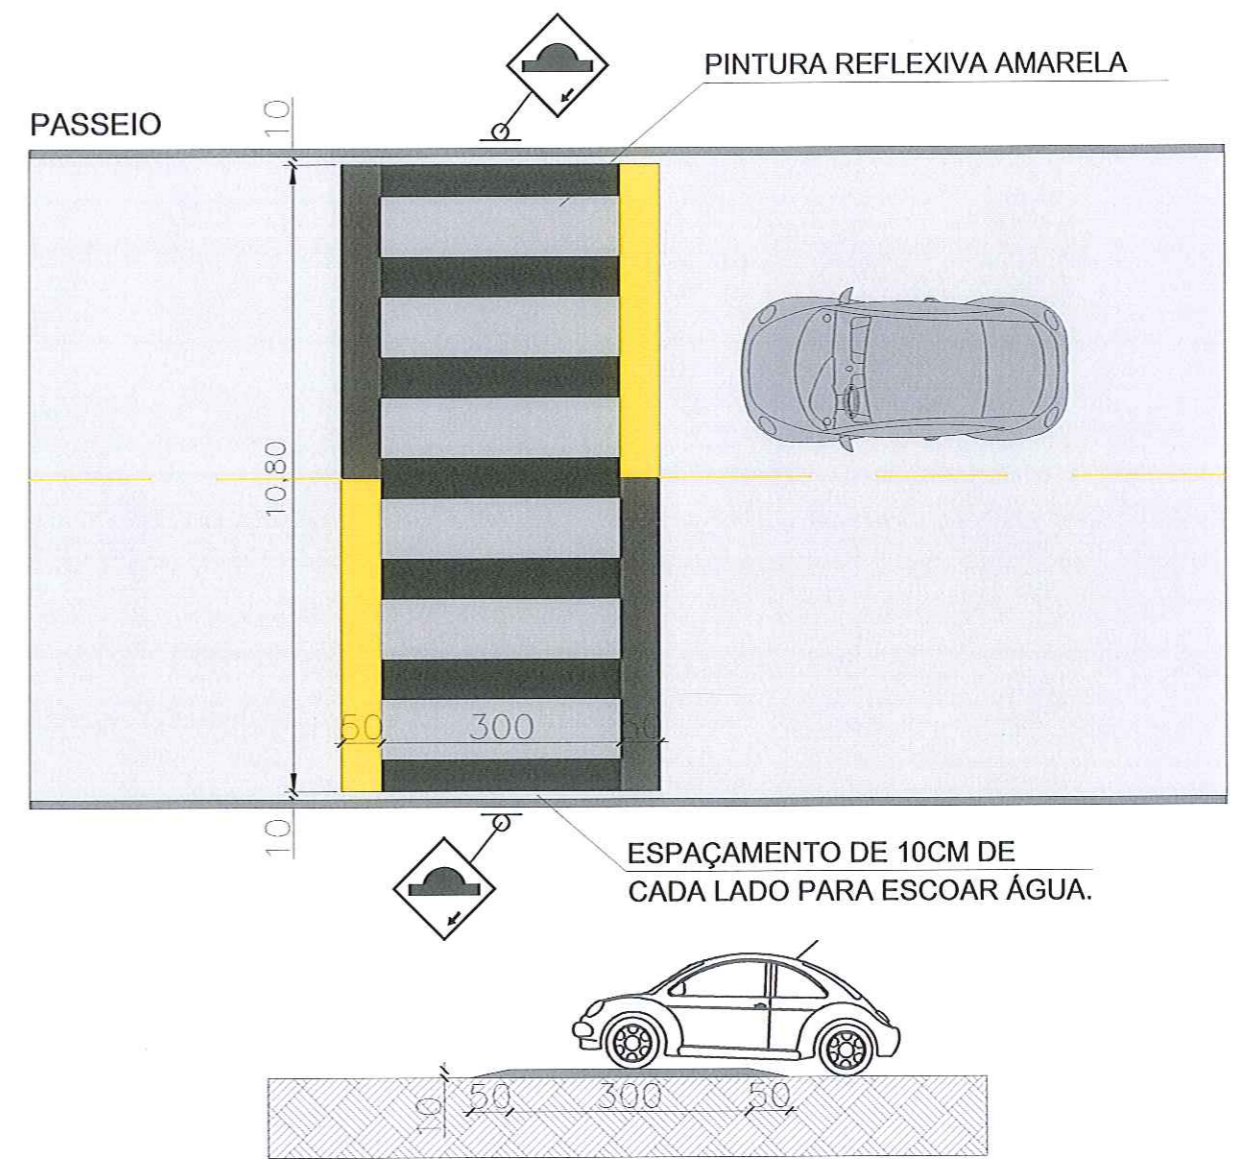 PINTURA REFLEXIVA AMARELA
10
PASSEIO
10,80
50 300 50
10
ESPAÇAMENTO DE 10CM DE
CADA LADO PARA ESCOAR ÁGUA.
50 300 50
10